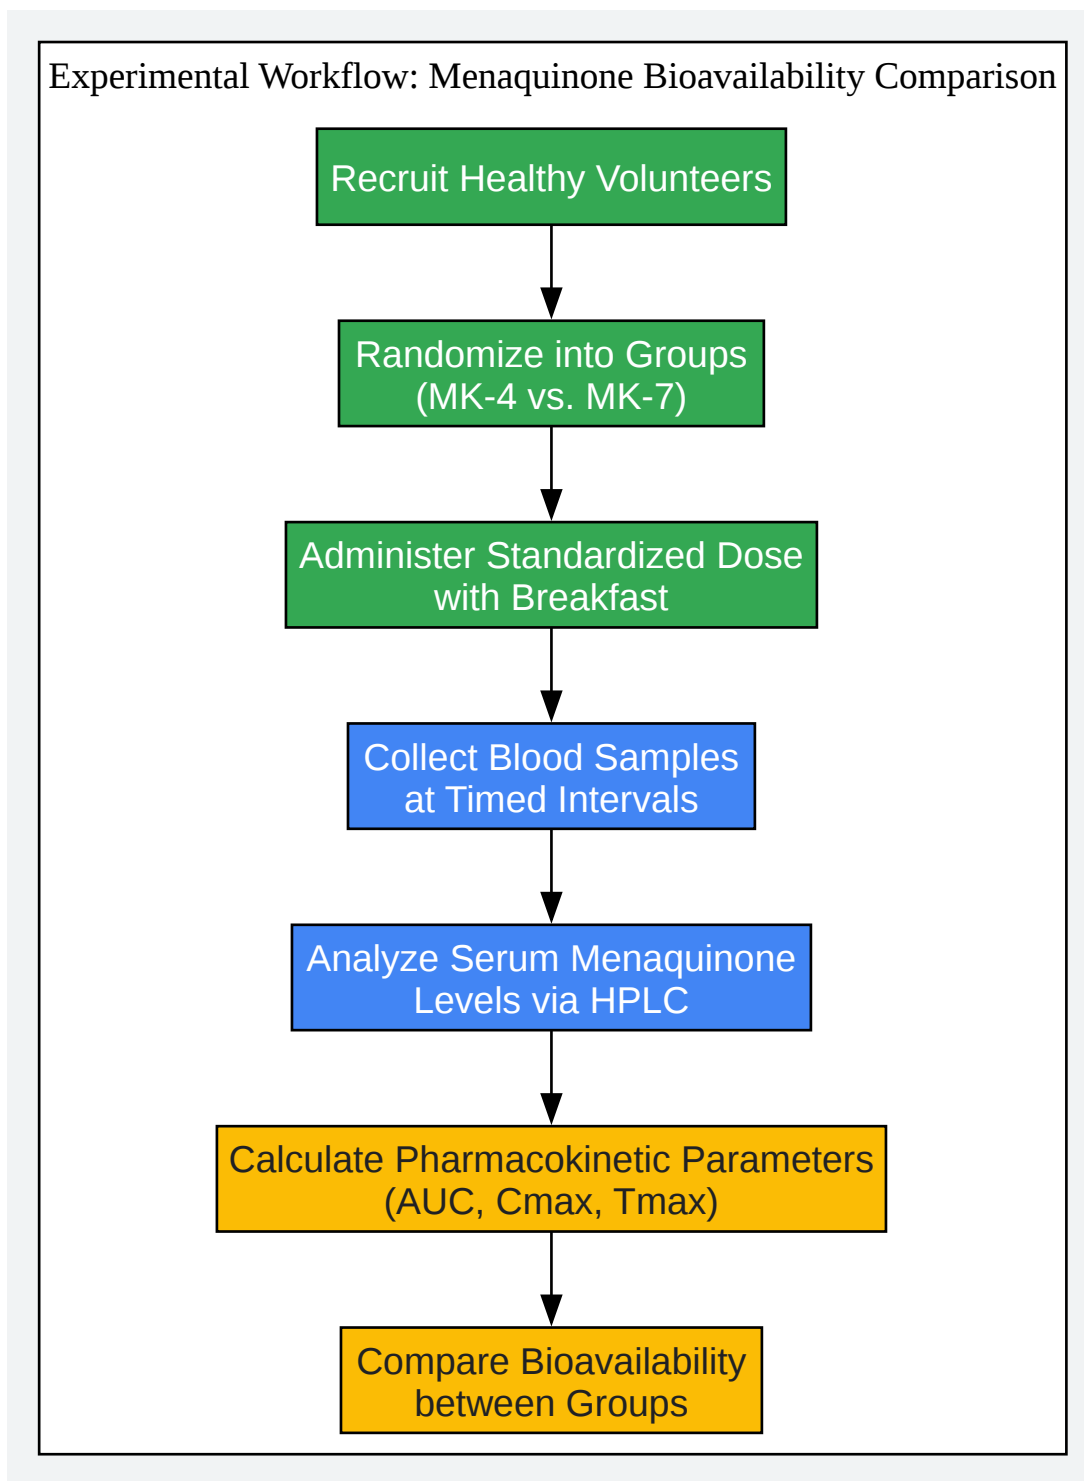 Experimental Workflow: Menaquinone Bioavailability Comparison
Recruit Healthy Volunteers
Randomize into Groups
(MK-4 vs. MK-7)
Administer Standardized Dose
with Breakfast
Collect Blood Samples
at Timed Intervals
Analyze Serum Menaquinone
Levels via HPLC
Calculate Pharmacokinetic Parameters
(AUC, Cmax, Tmax)
Compare Bioavailability
between Groups